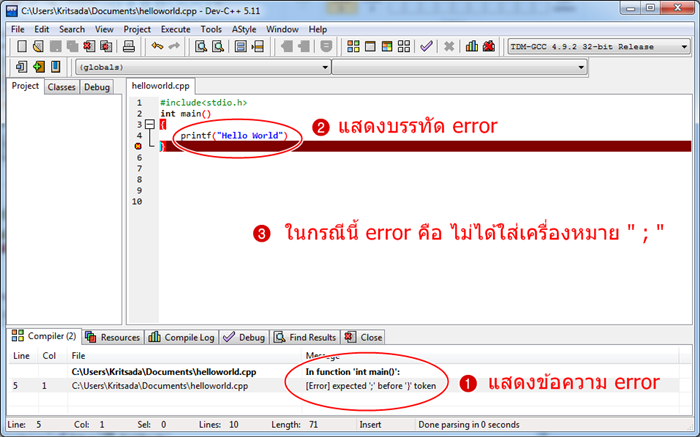 C:\Users\Kritsada\Documents\helloworld.cpp - Dev-C++ 5.11
File Edit Search View Project Execute Tools AStyle Window Help
TDM-GCC 4.9.2 32-bit Release
(globals)
Project Classes Debug helloworld.cpp
1 #include<stdio.h>
2 int main()
3 {
4 printf("Hello World")
}
6
7
8
9
10
2 แสดงบรรทัด error
3 ในกรณีนี้ error คือ ไม่ได้ใส่เครื่องหมาย " ; "
Compiler (2) Resources Compile Log Debug Find Results Close
Line Col File Message
C:\Users\Kritsada\Documents\helloworld.cpp In function 'int main()':
5 1 C:\Users\Kritsada\Documents\helloworld.cpp [Error] expected ';' before '}' token
1 แสดงข้อความ error
Line: 5 Col: 1 Sel: 0 Lines: 10 Length: 71 Insert Done parsing in 0 seconds